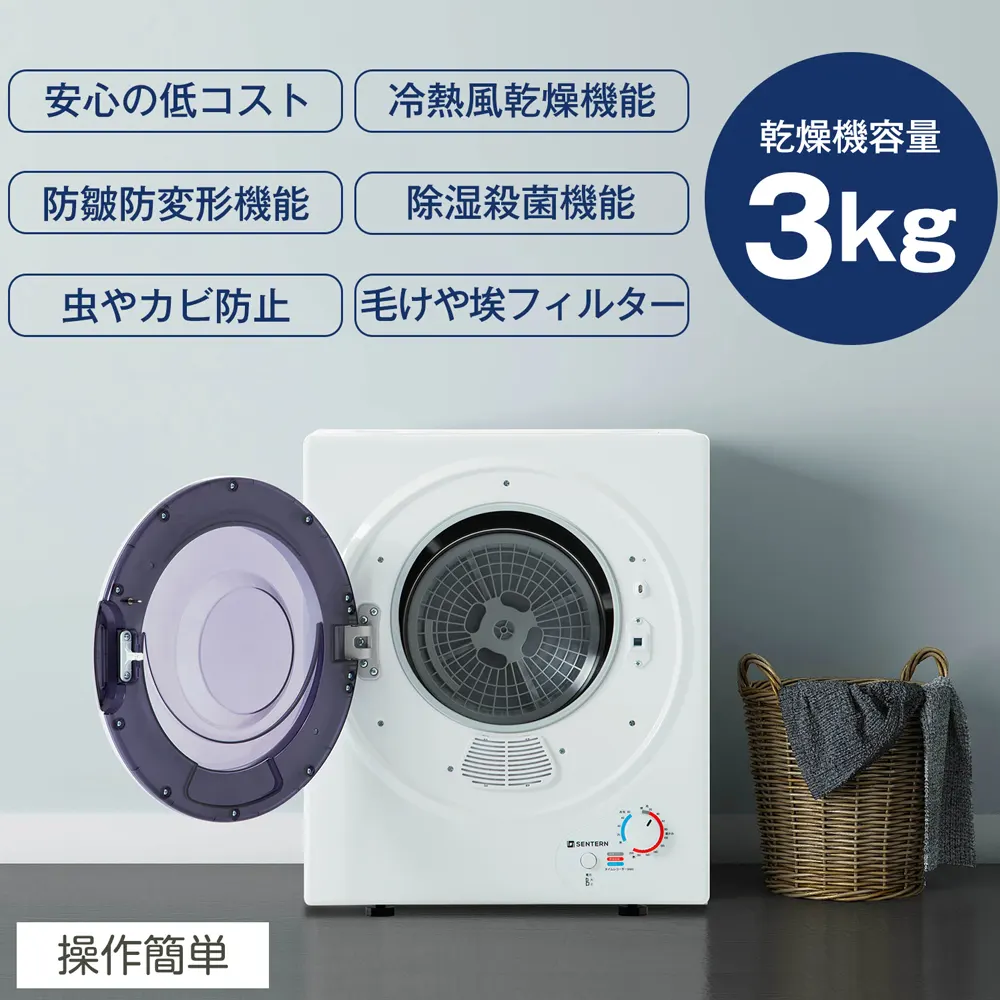 安心の低コスト
冷熱風乾燥機能
防皺防変形機能
除湿殺菌機能
虫やカビ防止
毛けや埃フィルター
乾燥機容量
3kg
SENTERN
操作簡単